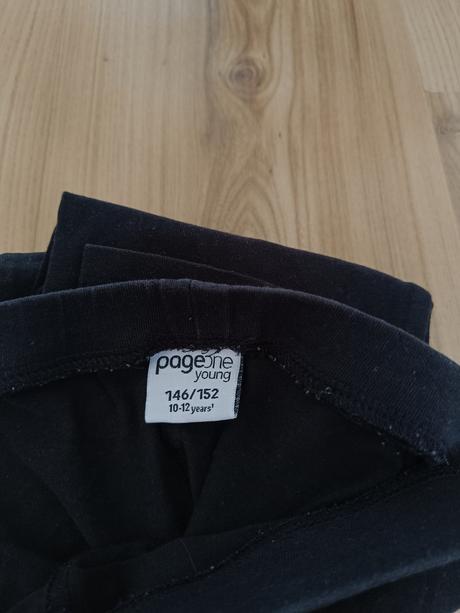 pageone
young
146/152
10-12 years¹